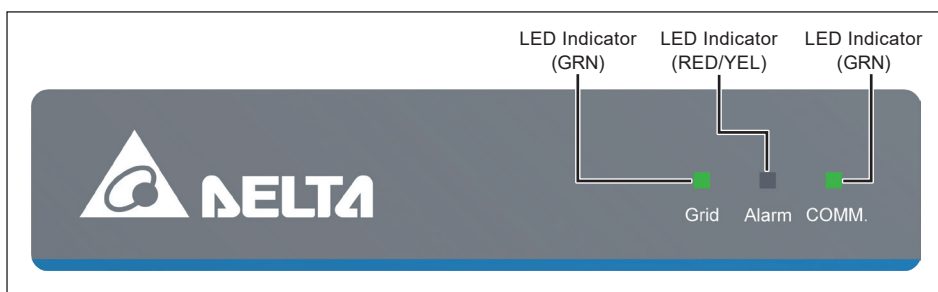 LED Indicator LED Indicator LED Indicator
(GRN) (RED/YEL) (GRN)
DELTA
Grid Alarm COMM.